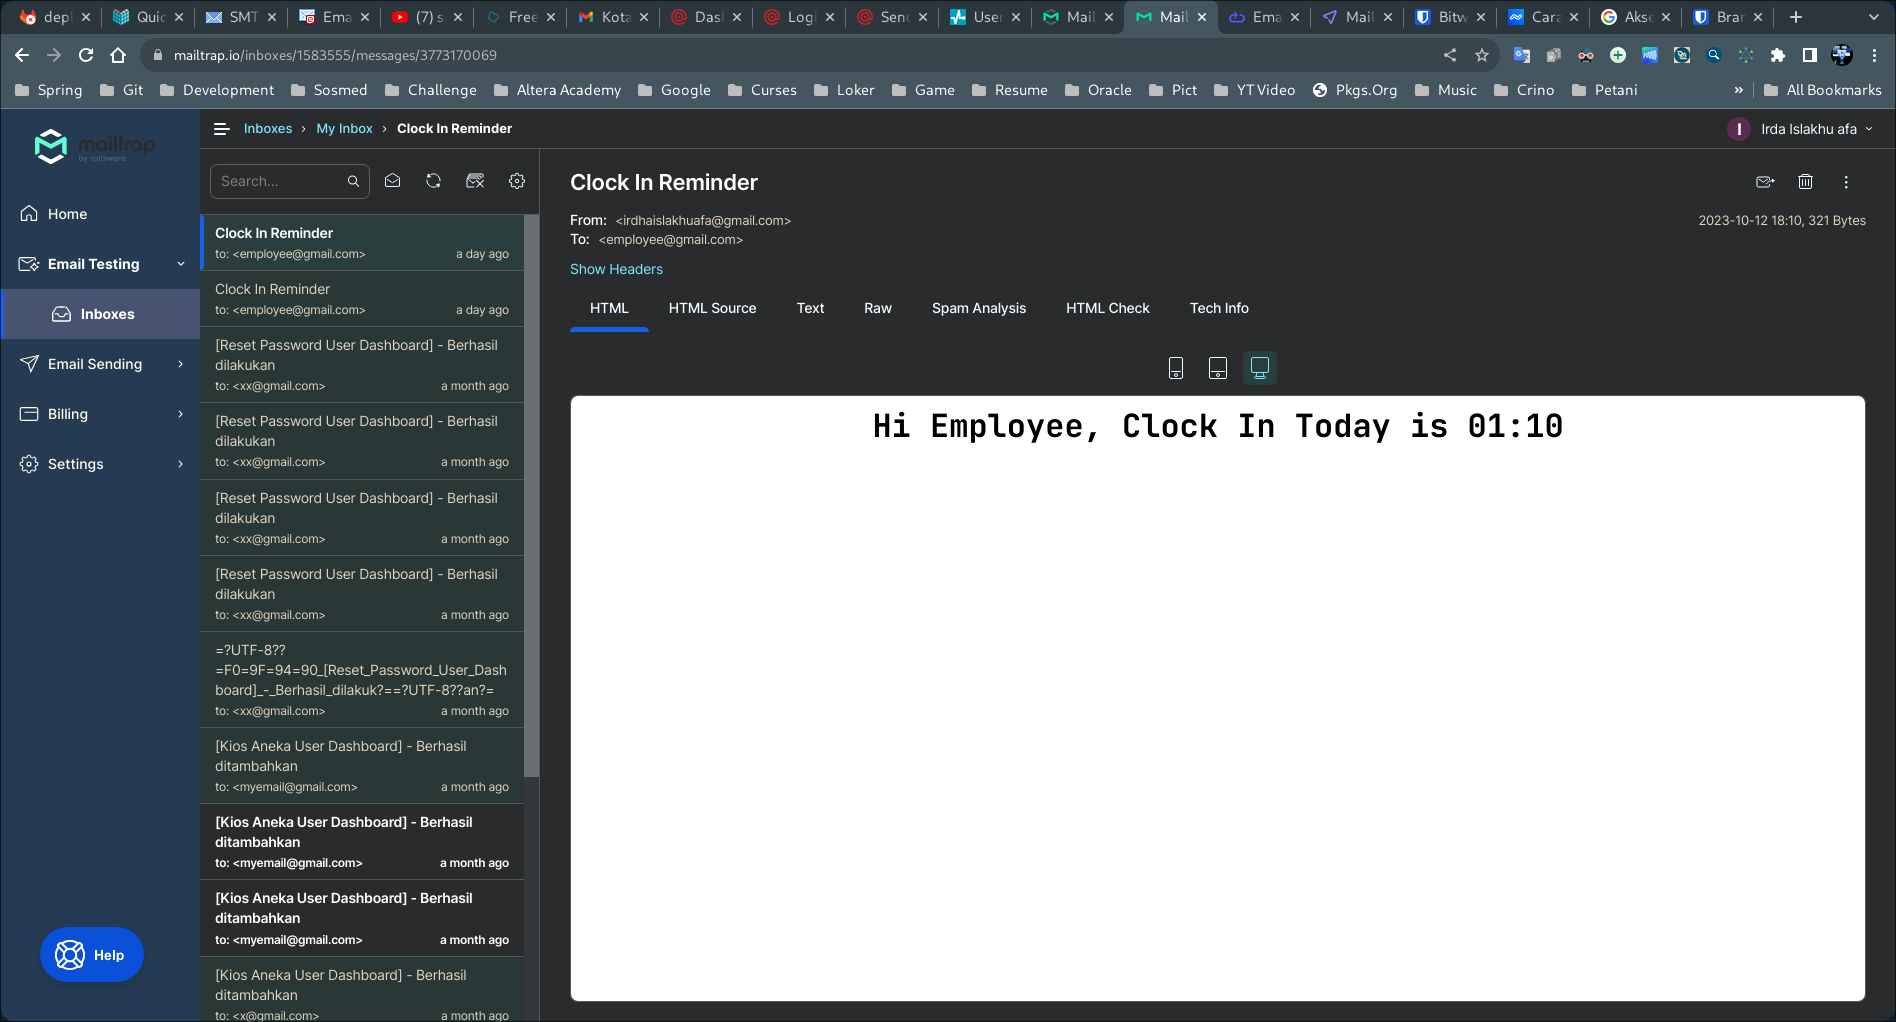 depl
Quic
SMT
Ema
(7) s
Free
Kota
Das
Logi
Senc
User
Mail
Mail
Ema
Mail
Bitw
Cara
Akse
Brar
mailtrap.io/inboxes/1583555/messages/3773170069
Spring
Git
Development
Sosmed
Challenge
Altera Academy
Google
Curses
Loker
Game
Resume
Oracle
Pict
YT Video
Pkgs.Org
Music
Crino
Petani
»
All Bookmarks
mailtrap
by railsware
Home
Email Testing
Inboxes
Email Sending
Billing
Settings
Help
Inboxes › My Inbox › Clock In Reminder
I
Irda Islakhu afa
Search...
Clock In Reminder
to: <employee@gmail.com> a day ago
Clock In Reminder
to: <employee@gmail.com> a day ago
[Reset Password User Dashboard] - Berhasil
dilakukan
to: <xx@gmail.com> a month ago
[Reset Password User Dashboard] - Berhasil
dilakukan
to: <xx@gmail.com> a month ago
[Reset Password User Dashboard] - Berhasil
dilakukan
to: <xx@gmail.com> a month ago
[Reset Password User Dashboard] - Berhasil
dilakukan
to: <xx@gmail.com> a month ago
=?UTF-8??
=F0=9F=94=90_[Reset_Password_User_Dash
board]_-_Berhasil_dilakuk?==?UTF-8??an?=
to: <xx@gmail.com> a month ago
[Kios Aneka User Dashboard] - Berhasil
ditambahkan
to: <myemail@gmail.com> a month ago
[Kios Aneka User Dashboard] - Berhasil
ditambahkan
to: <myemail@gmail.com> a month ago
[Kios Aneka User Dashboard] - Berhasil
ditambahkan
to: <myemail@gmail.com> a month ago
[Kios Aneka User Dashboard] - Berhasil
ditambahkan
to: <x@gmail.com> a month ago
Clock In Reminder
From: <irdhaislakhuafa@gmail.com>
2023-10-12 18:10, 321 Bytes
To: <employee@gmail.com>
Show Headers
HTML
HTML Source
Text
Raw
Spam Analysis
HTML Check
Tech Info
Hi Employee, Clock In Today is 01:10